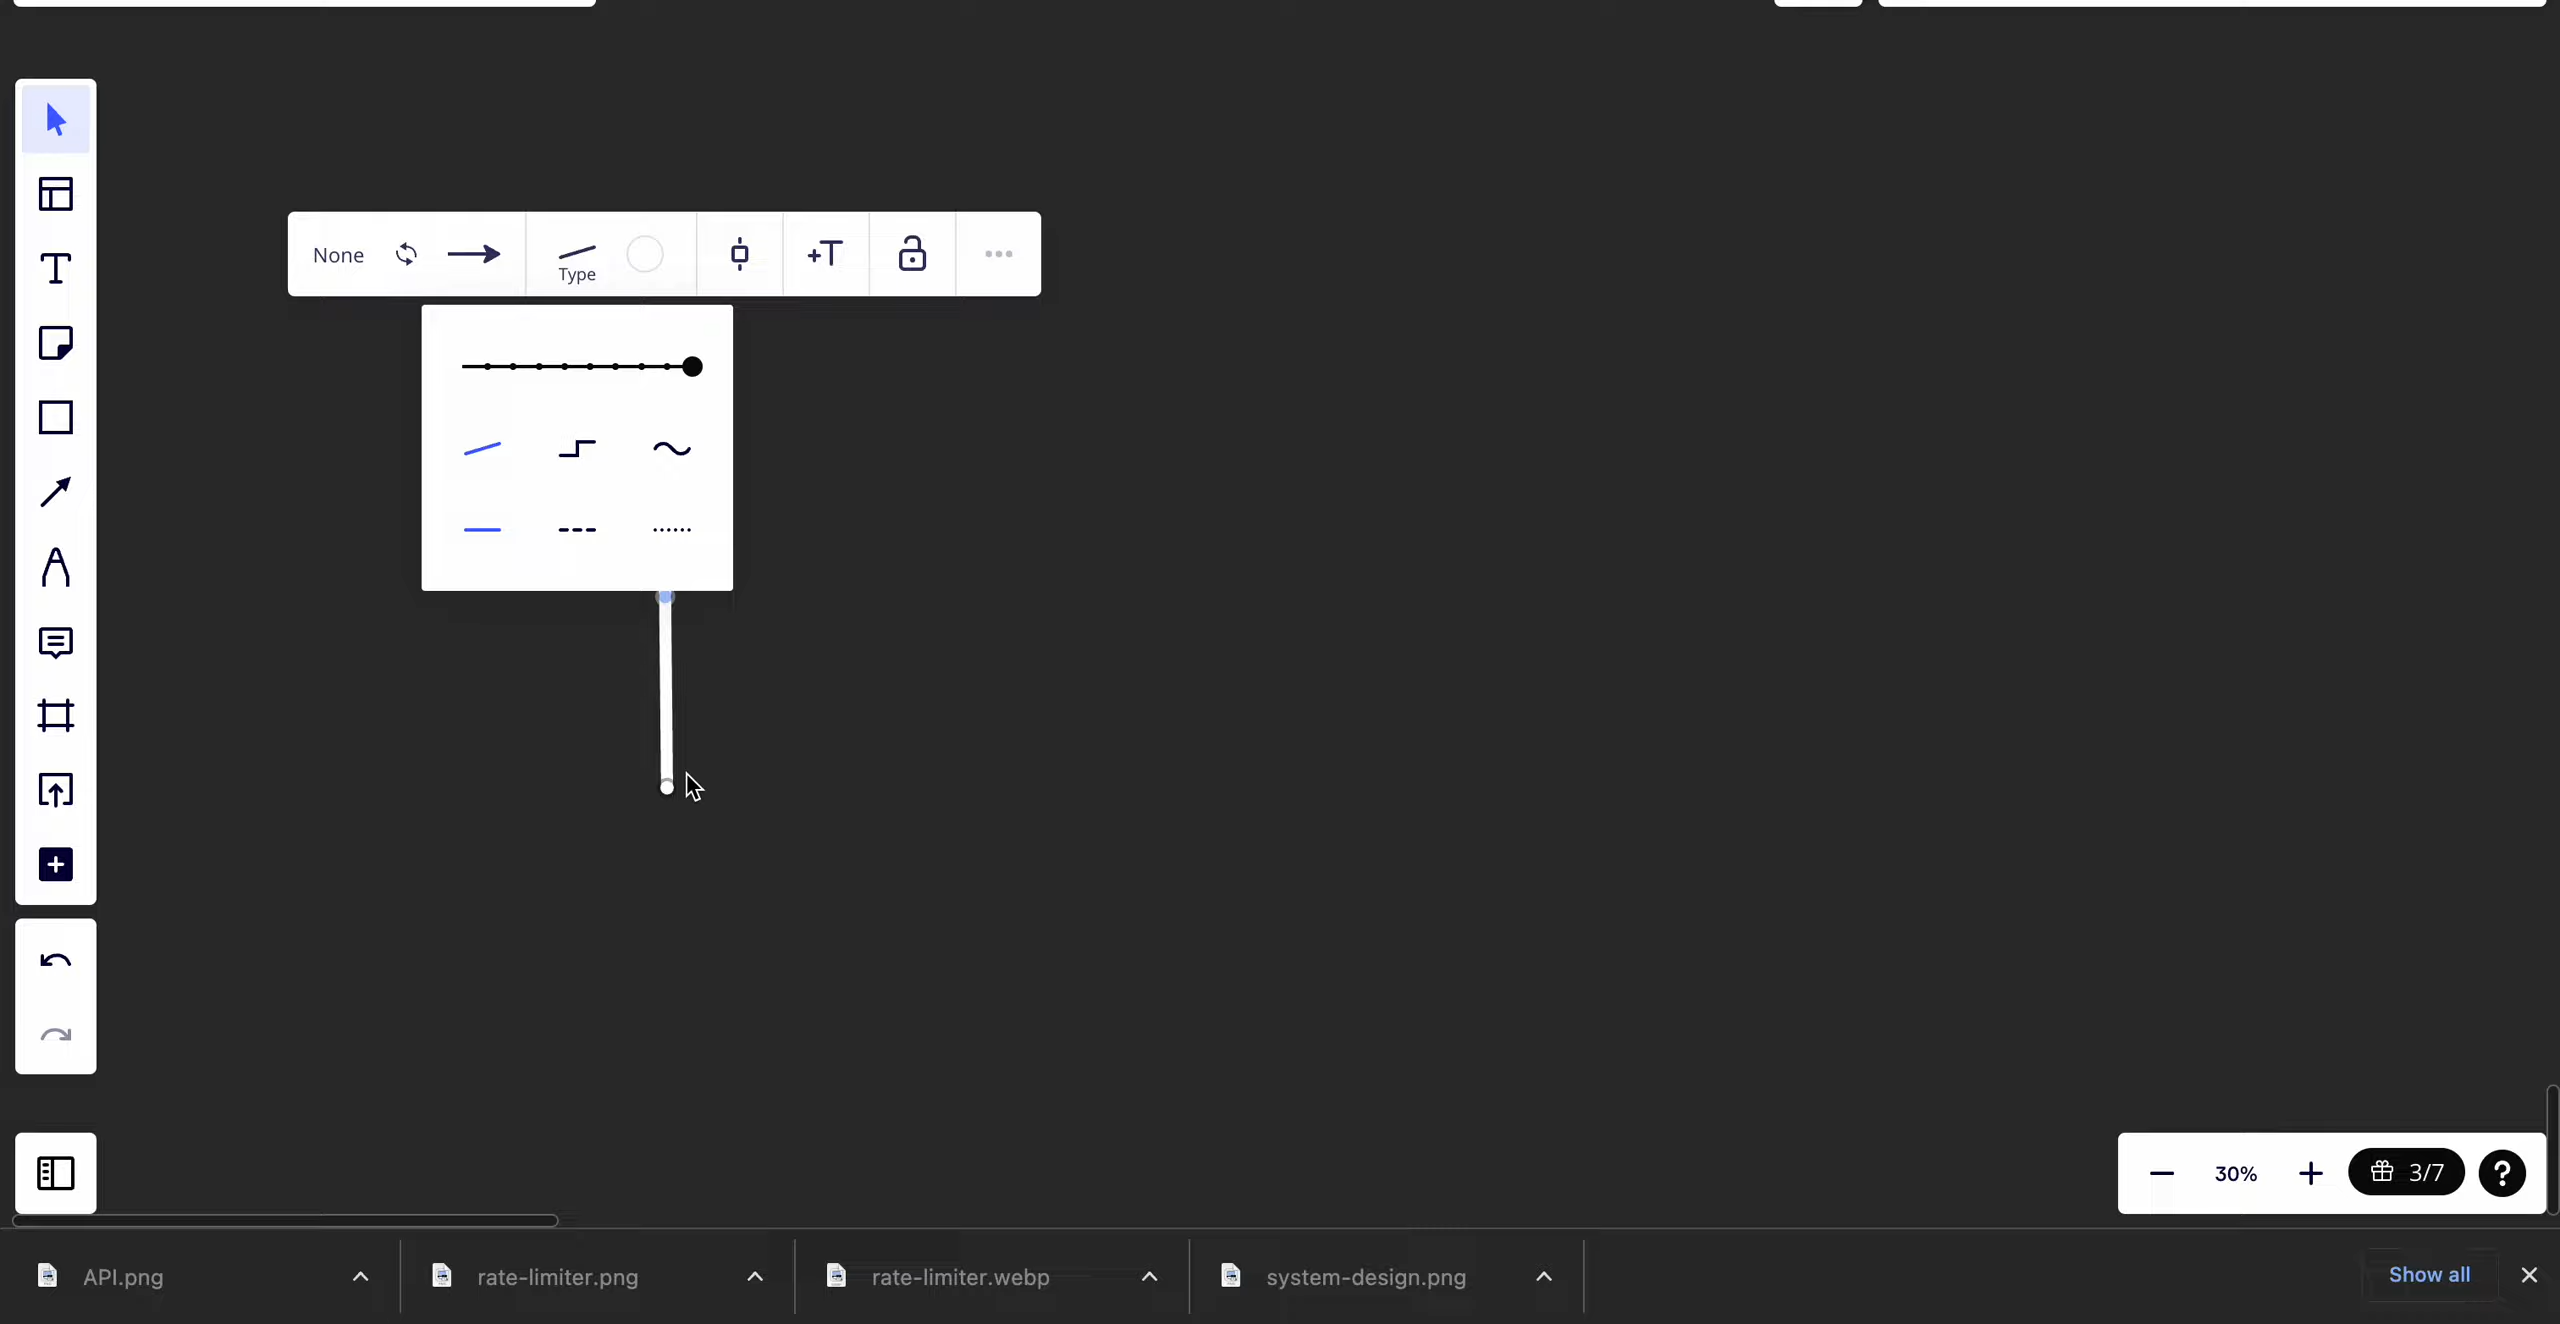 None
Type
30%
3/7
API.png
rate-limiter.png
rate-limiter.webp
system-design.png
Show all